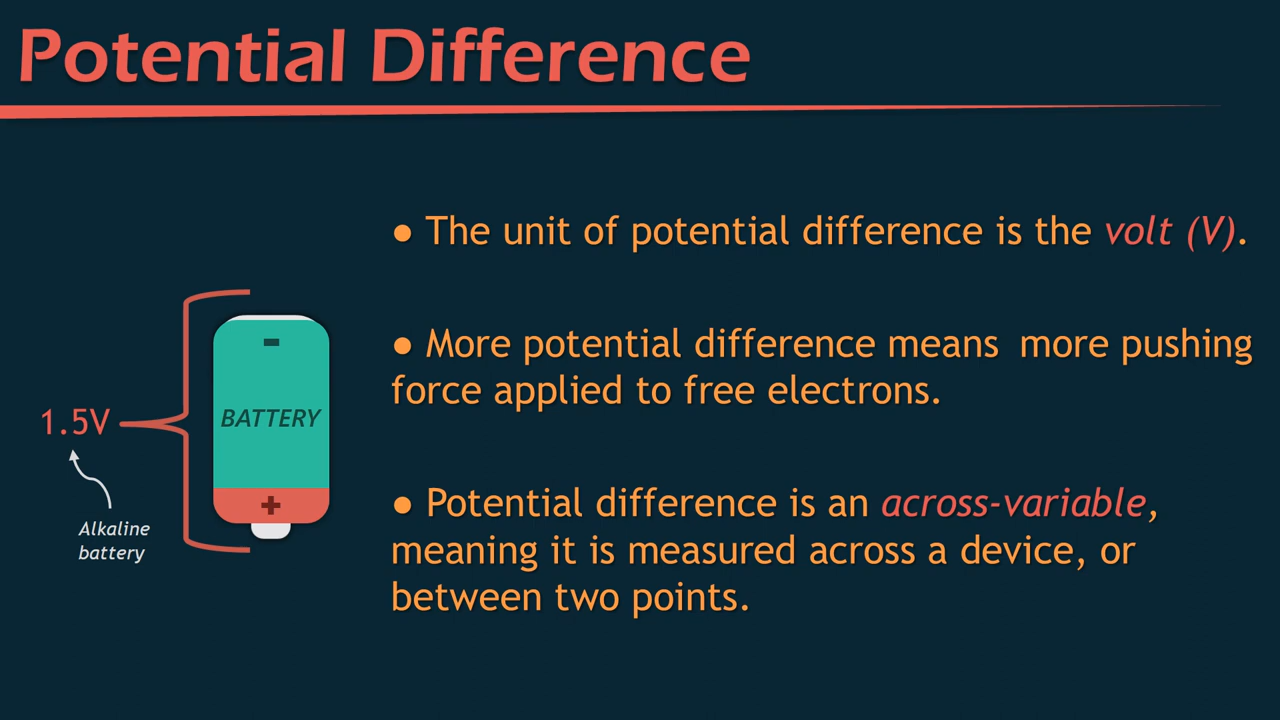 Potential Difference
● The unit of potential difference is the volt (V).
● More potential difference means more pushing
force applied to free electrons.
● Potential difference is an across-variable,
meaning it is measured across a device, or
between two points.
-
BATTERY
+
1.5V
Alkaline
battery